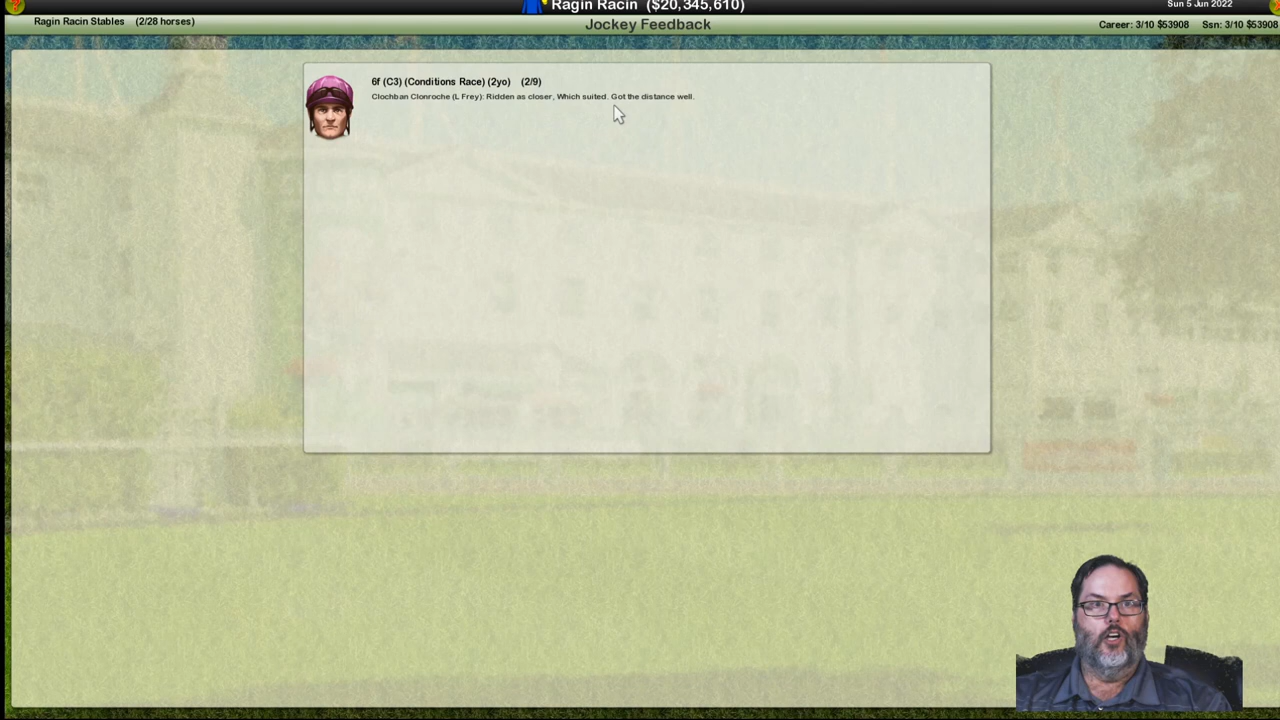 Ragin Racin ($20,345,610)
Sun 5 Jun 2022
Ragin Racin Stables (2/28 horses)
Jockey Feedback
Career: 3/10 $53908 Ssn: 3/10 $53908
6f (C3) (Conditions Race) (2yo) (2/9)
Clochban Clonroche (L Frey): Ridden as closer, Which suited. Got the distance well.